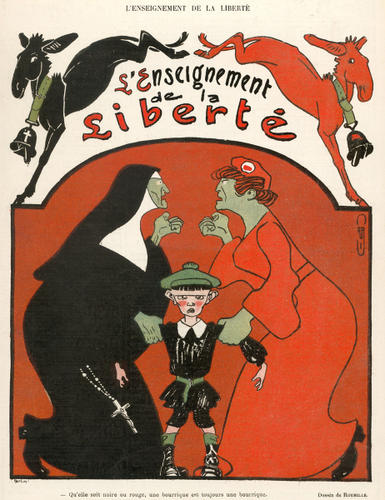 L'ENSEIGNEMENT DE LA LIBERTÉ
L'Enseignement
de la
Liberté
— Qu'elle soit noire ou rouge, une bourrique est toujours une bourrique.
Dessin de ROUBILLE.